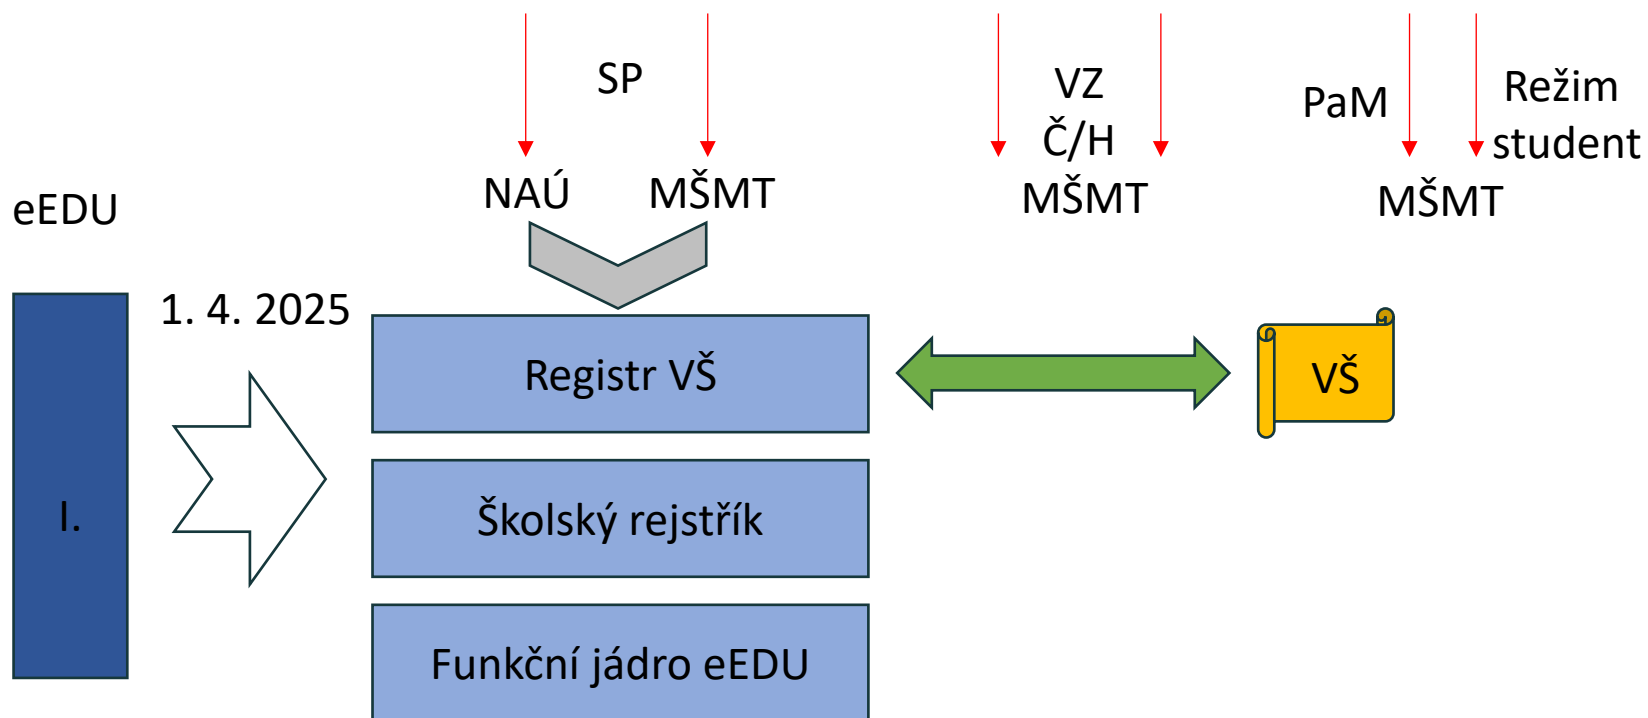 SP
VZ
Č/H
MŠMT
PaM
Režim
student
NAÚ
MŠMT
MŠMT
eEDU
1. 4. 2025
Registr VŠ
VŠ
I.
Školský rejstřík
Funkční jádro eEDU